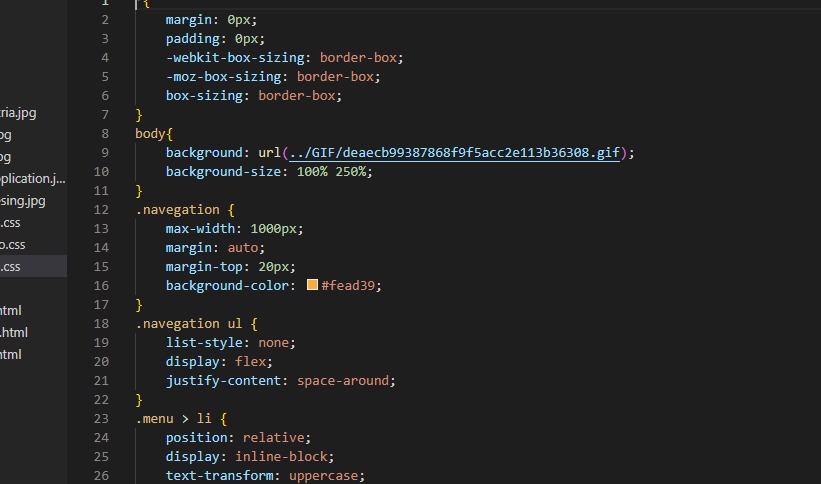 ria.jpg
pg
pg
plication.j...
sing.jpg
.css
o.css
.css
html
.html
html
1 {
2 margin: 0px;
3 padding: 0px;
4 -webkit-box-sizing: border-box;
5 -moz-box-sizing: border-box;
6 box-sizing: border-box;
7 }
8 body{
9 background: url(../GIF/deaecb99387868f9f5acc2e113b36308.gif);
10 background-size: 100% 250%;
11 }
12 .navegation {
13 max-width: 1000px;
14 margin: auto;
15 margin-top: 20px;
16 background-color: #fead39;
17 }
18 .navegation ul {
19 list-style: none;
20 display: flex;
21 justify-content: space-around;
22 }
23 .menu > li {
24 position: relative;
25 display: inline-block;
26 text-transform: uppercase;